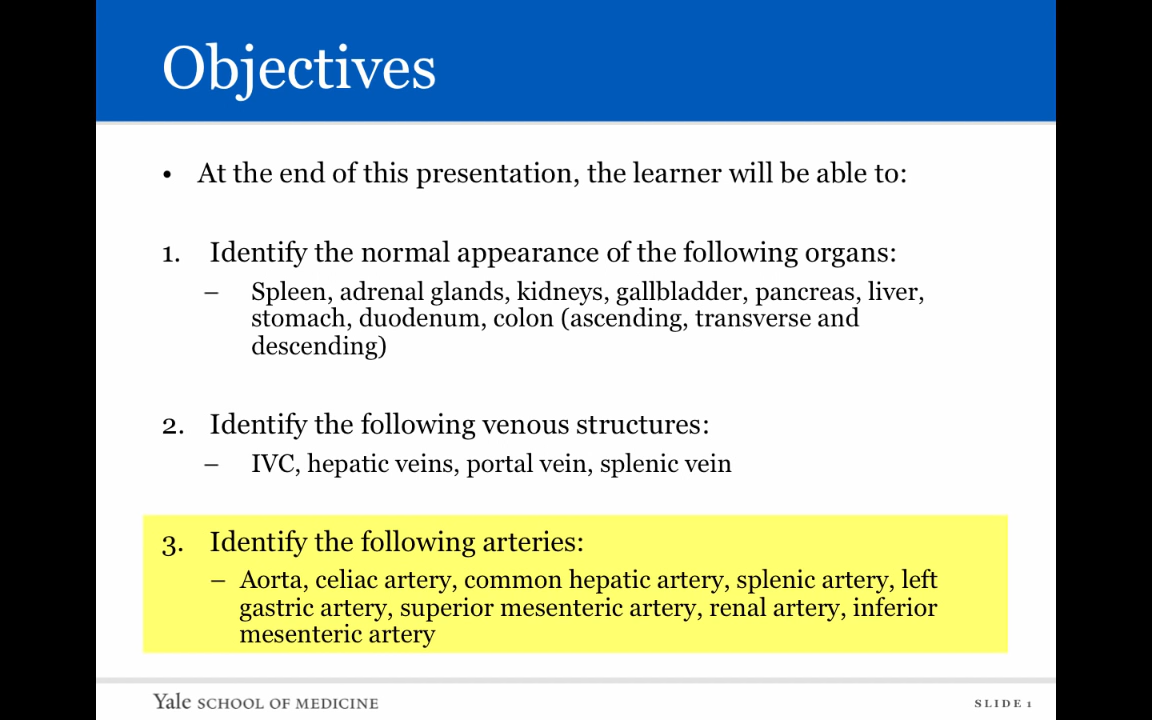 Objectives
• At the end of this presentation, the learner will be able to:
1. Identify the normal appearance of the following organs:
– Spleen, adrenal glands, kidneys, gallbladder, pancreas, liver,
stomach, duodenum, colon (ascending, transverse and
descending)
2. Identify the following venous structures:
– IVC, hepatic veins, portal vein, splenic vein
3. Identify the following arteries:
– Aorta, celiac artery, common hepatic artery, splenic artery, left
gastric artery, superior mesenteric artery, renal artery, inferior
mesenteric artery
Yale SCHOOL OF MEDICINE
SLIDE 1